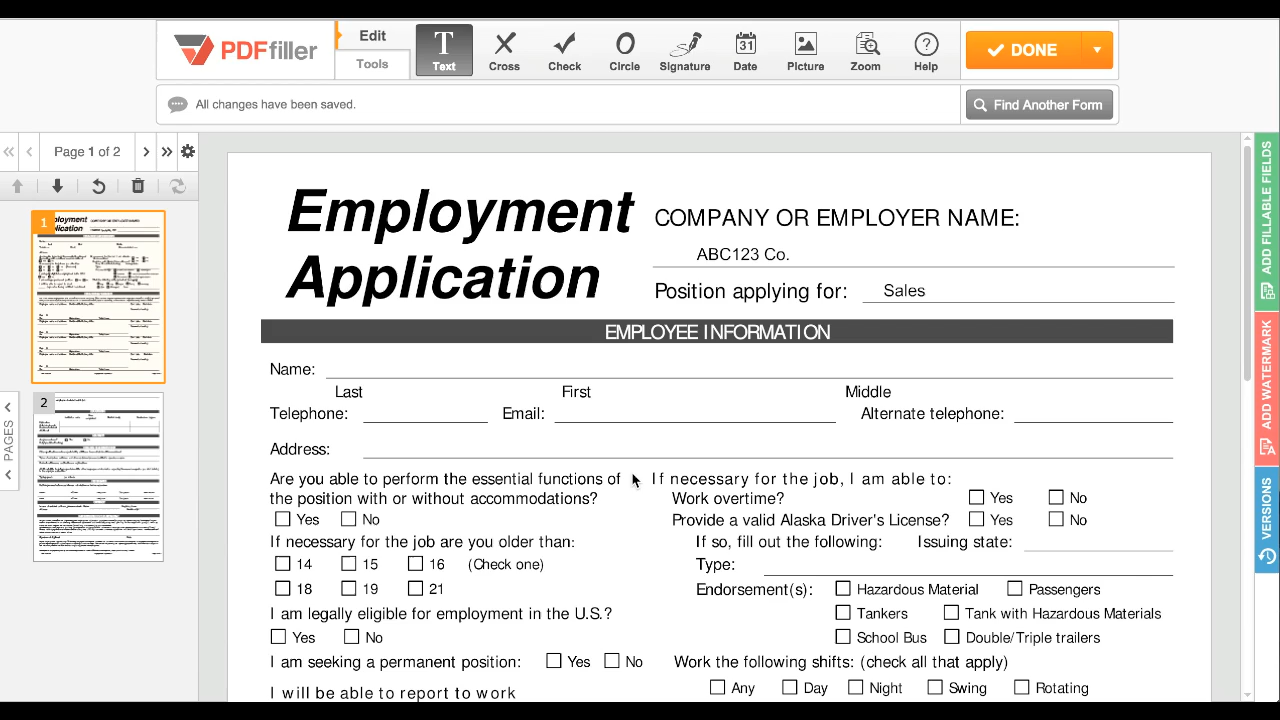 PDFfiller
Edit
Tools
Text
Cross
Check
Circle
Signature
31
Date
Picture
Zoom
?
Help
DONE
All changes have been saved.
Find Another Form
Page 1 of 2
1
2
PAGES
ADD FILLABLE FIELDS
ADD WATERMARK
VERSIONS
Employment
Application
COMPANY OR EMPLOYER NAME:
ABC123 Co.
Position applying for: Sales
EMPLOYEE INFORMATION
Name:
Last First Middle
Telephone: Email: Alternate telephone:
Address:
Are you able to perform the essential functions of
the position with or without accommodations?
Yes No
If necessary for the job are you older than:
14 15 16 (Check one)
18 19 21
I am legally eligible for employment in the U.S.?
Yes No
I am seeking a permanent position: Yes No
I will be able to report to work
If necessary for the job, I am able to:
Work overtime? Yes No
Provide a valid Alaska Driver's License? Yes No
If so, fill out the following: Issuing state:
Type:
Endorsement(s): Hazardous Material Passengers
Tankers Tank with Hazardous Materials
School Bus Double/Triple trailers
Work the following shifts: (check all that apply)
Any Day Night Swing Rotating